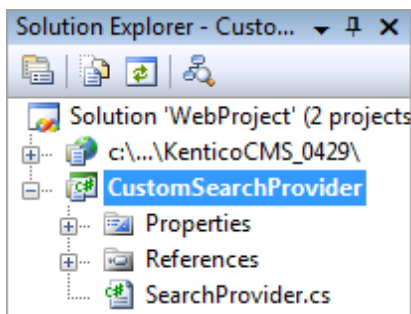 Solution Explorer - Custo...
Solution 'WebProject' (2 projects
c:\...\KenticoCMS_0429\
CustomSearchProvider
Properties
References
SearchProvider.cs